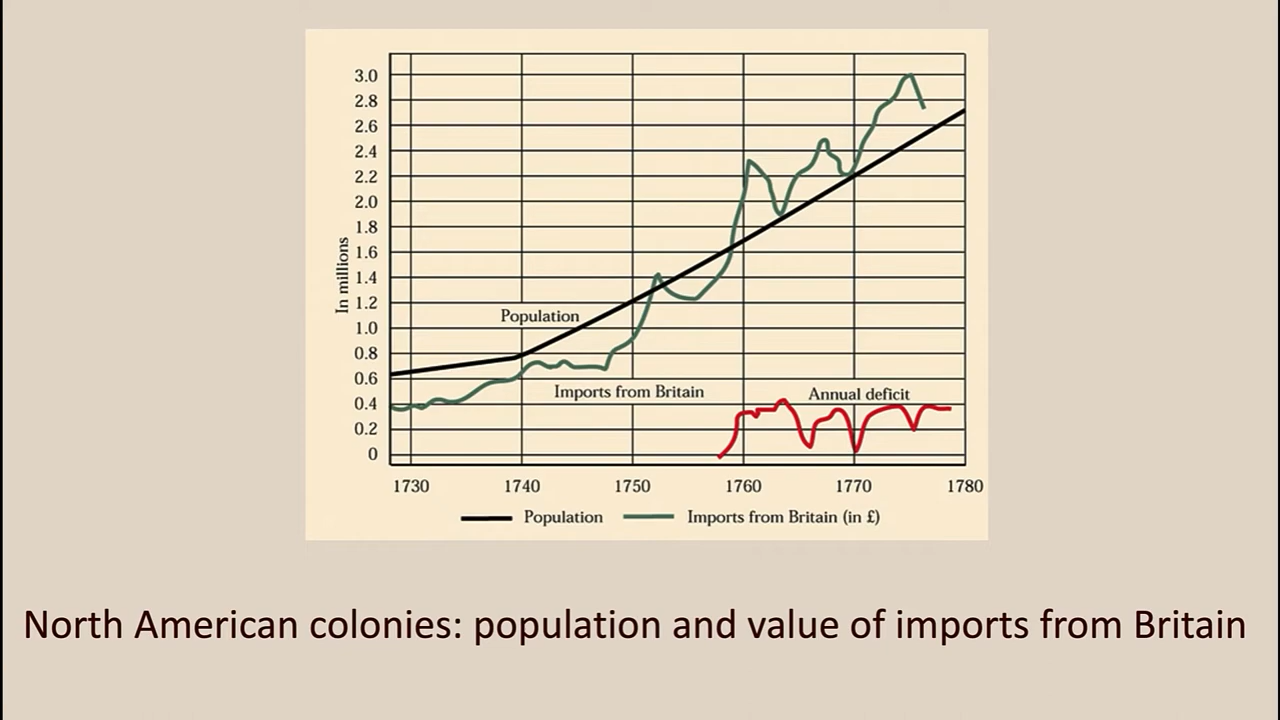 3.0
2.8
2.6
2.4
2.2
2.0
1.8
1.6
1.4
1.2
1.0
0.8
0.6
0.4
0.2
0
In millions
Population
Imports from Britain
Annual deficit
1730 1740 1750 1760 1770 1780
Population Imports from Britain (in £)
North American colonies: population and value of imports from Britain